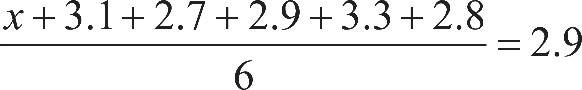 x + 3.1 + 2.7 + 2.9 + 3.3 + 2.8
6
= 2.9